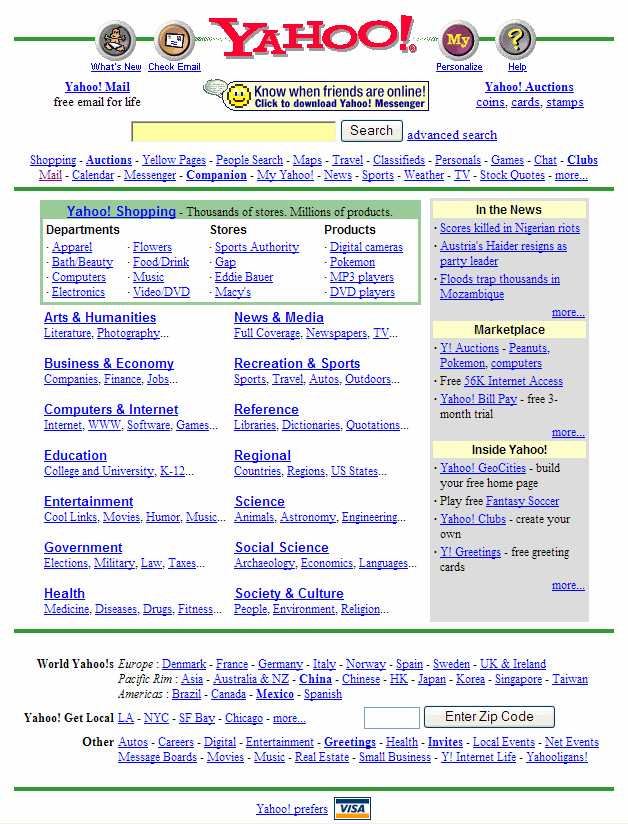 YAHOO!
What's New Check Email My Personalize ? Help
Yahoo! Mail
free email for life
Know when friends are online!
Click to download Yahoo! Messenger
Yahoo! Auctions
coins, cards, stamps
Search advanced search
Shopping - Auctions - Yellow Pages - People Search - Maps - Travel - Classifieds - Personals - Games - Chat - Clubs
Mail - Calendar - Messenger - Companion - My Yahoo! - News - Sports - Weather - TV - Stock Quotes - more...
Yahoo! Shopping - Thousands of stores. Millions of products.
Departments Stores Products
· Apparel · Flowers · Sports Authority · Digital cameras
· Bath/Beauty · Food/Drink · Gap · Pokemon
· Computers · Music · Eddie Bauer · MP3 players
· Electronics · Video/DVD · Macy's · DVD players
Arts & Humanities
Literature, Photography...
News & Media
Full Coverage, Newspapers, TV...
Business & Economy
Companies, Finance, Jobs...
Recreation & Sports
Sports, Travel, Autos, Outdoors...
Computers & Internet
Internet, WWW, Software, Games...
Reference
Libraries, Dictionaries, Quotations...
Education
College and University, K-12...
Regional
Countries, Regions, US States...
Entertainment
Cool Links, Movies, Humor, Music...
Science
Animals, Astronomy, Engineering...
Government
Elections, Military, Law, Taxes...
Social Science
Archaeology, Economics, Languages...
Health
Medicine, Diseases, Drugs, Fitness...
Society & Culture
People, Environment, Religion...
In the News
· Scores killed in Nigerian riots
· Austria's Haider resigns as
party leader
· Floods trap thousands in
Mozambique
more...
Marketplace
· Y! Auctions - Peanuts,
Pokemon, computers
· Free 56K Internet Access
· Yahoo! Bill Pay - free 3-
month trial
more...
Inside Yahoo!
· Yahoo! GeoCities - build
your free home page
· Play free Fantasy Soccer
· Yahoo! Clubs - create your
own
· Y! Greetings - free greeting
cards
more...
World Yahoo!s Europe : Denmark - France - Germany - Italy - Norway - Spain - Sweden - UK & Ireland
Pacific Rim : Asia - Australia & NZ - China - Chinese - HK - Japan - Korea - Singapore - Taiwan
Americas : Brazil - Canada - Mexico - Spanish
Yahoo! Get Local LA - NYC - SF Bay - Chicago - more... Enter Zip Code
Other Autos - Careers - Digital - Entertainment - Greetings - Health - Invites - Local Events - Net Events
Message Boards - Movies - Music - Real Estate - Small Business - Y! Internet Life - Yahooligans!
Yahoo! prefers VISA